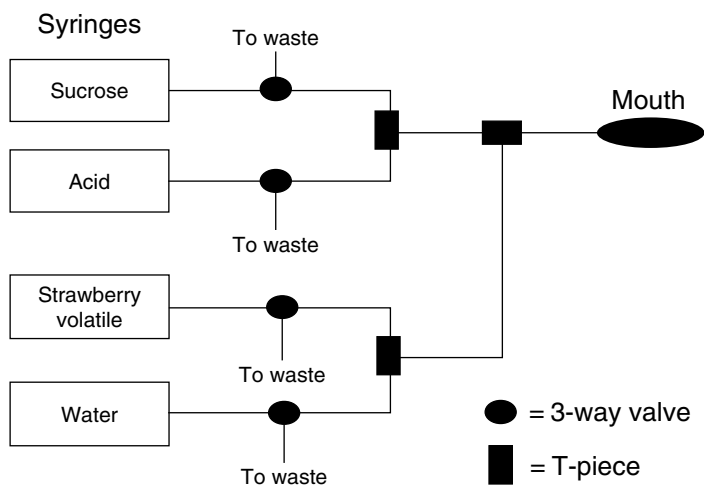 Syringes
To waste
Sucrose
Mouth
Acid
To waste
Strawberry
volatile
To waste
Water
= 3-way valve
To waste
= T-piece